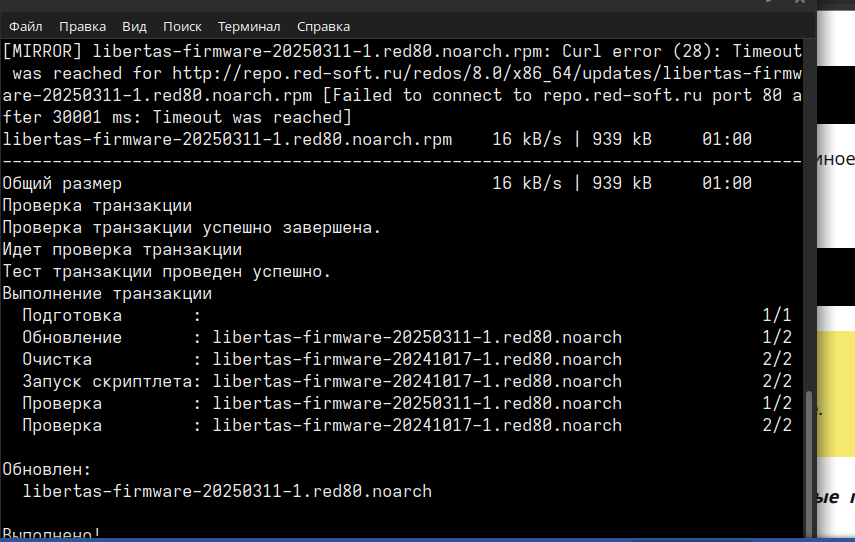 Файл Правка Вид Поиск Терминал Справка
[MIRROR] libertas-firmware-20250311-1.red80.noarch.rpm: Curl error (28): Timeout
was reached for http://repo.red-soft.ru/redos/8.0/x86_64/updates/libertas-firmw
are-20250311-1.red80.noarch.rpm [Failed to connect to repo.red-soft.ru port 80 a
fter 30001 ms: Timeout was reached]
libertas-firmware-20250311-1.red80.noarch.rpm 16 kB/s | 939 kB 01:00
--------------------------------------------------------------------------------
Общий размер 16 kB/s | 939 kB 01:00
Проверка транзакции
Проверка транзакции успешно завершена.
Идет проверка транзакции
Тест транзакции проведен успешно.
Выполнение транзакции
Подготовка : 1/1
Обновление : libertas-firmware-20250311-1.red80.noarch 1/2
Очистка : libertas-firmware-20241017-1.red80.noarch 2/2
Запуск скриптлета: libertas-firmware-20241017-1.red80.noarch 2/2
Проверка : libertas-firmware-20250311-1.red80.noarch 1/2
Проверка : libertas-firmware-20241017-1.red80.noarch 2/2
Обновлен:
libertas-firmware-20250311-1.red80.noarch
Выполнено!